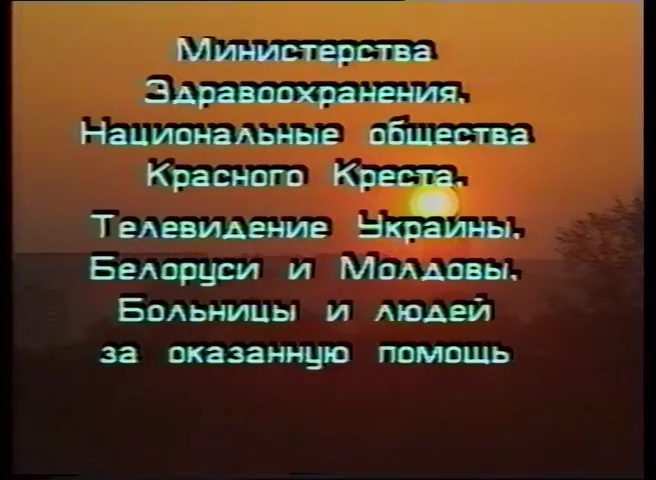 Министерства
Здравоохранения,
Национальные общества
Красного Креста,
Телевидение Украины,
Белоруси и Молдовы,
Больницы и людей
за оказанную помощь